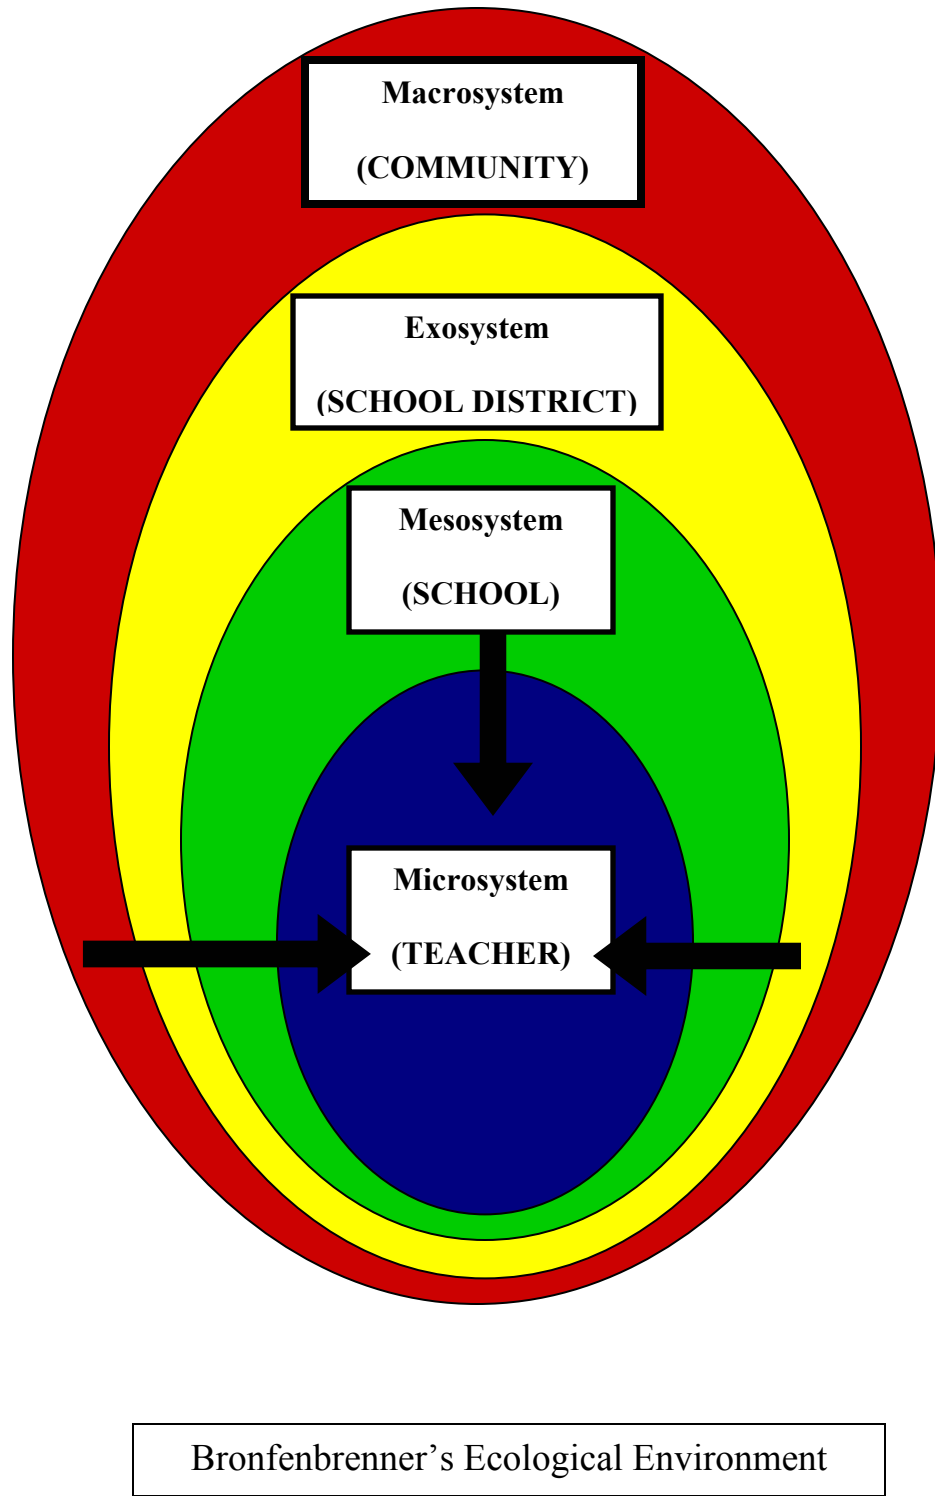 Macrosystem
(COMMUNITY)
Exosystem
(SCHOOL DISTRICT)
Mesosystem
(SCHOOL)
Microsystem
(TEACHER)
Bronfenbrenner’s Ecological Environment